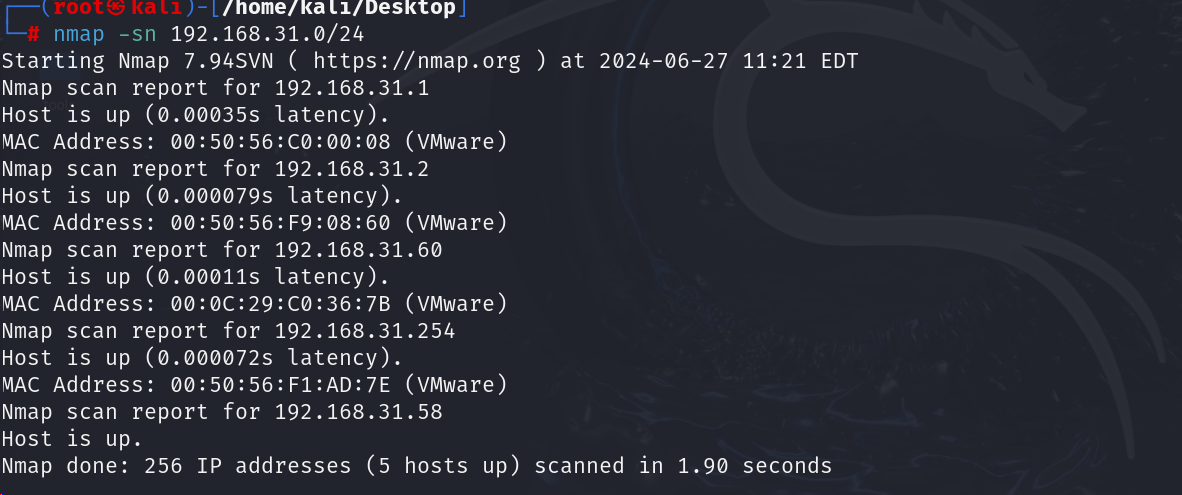 ┌──(root㉿kali)-[/home/kali/Desktop]
└─# nmap -sn 192.168.31.0/24
Starting Nmap 7.94SVN ( https://nmap.org ) at 2024-06-27 11:21 EDT
Nmap scan report for 192.168.31.1
Host is up (0.00035s latency).
MAC Address: 00:50:56:C0:00:08 (VMware)
Nmap scan report for 192.168.31.2
Host is up (0.000079s latency).
MAC Address: 00:50:56:F9:08:60 (VMware)
Nmap scan report for 192.168.31.60
Host is up (0.00011s latency).
MAC Address: 00:0C:29:C0:36:7B (VMware)
Nmap scan report for 192.168.31.254
Host is up (0.000072s latency).
MAC Address: 00:50:56:F1:AD:7E (VMware)
Nmap scan report for 192.168.31.58
Host is up.
Nmap done: 256 IP addresses (5 hosts up) scanned in 1.90 seconds